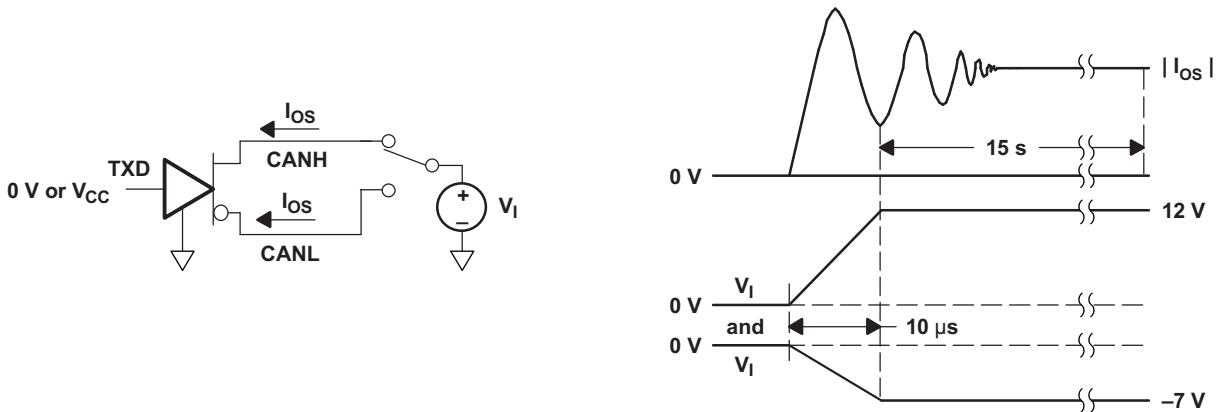 I_OS
CANH
TXD
0 V or V_CC
I_OS
CANL
+
–
V_I
| I_OS |
15 s
0 V
12 V
V_I
0 V
and
10 µs
0 V
V_I
–7 V